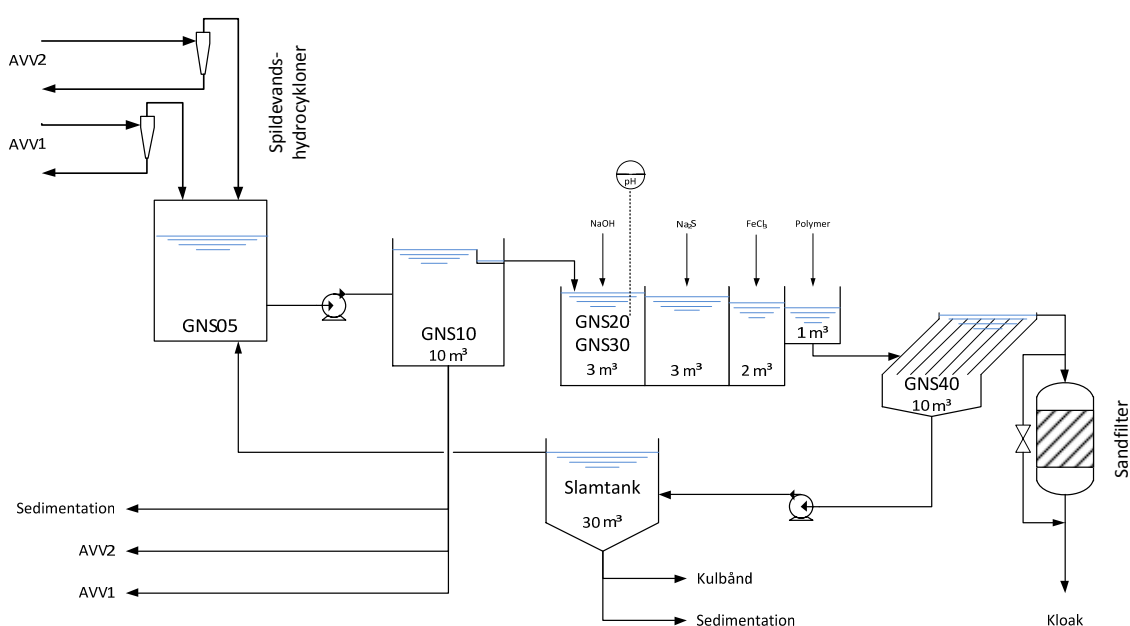 AVV2
AVV1
Spildevands-
hydrocykloner
pH
NaOH
Na₂S
FeCl₃
Polymer
GNS05
GNS10
10 m³
GNS20
GNS30
3 m³
3 m³
2 m³
1 m³
GNS40
10 m³
Sandfilter
Slamtank
30 m³
Sedimentation
AVV2
AVV1
Kulbånd
Sedimentation
Kloak